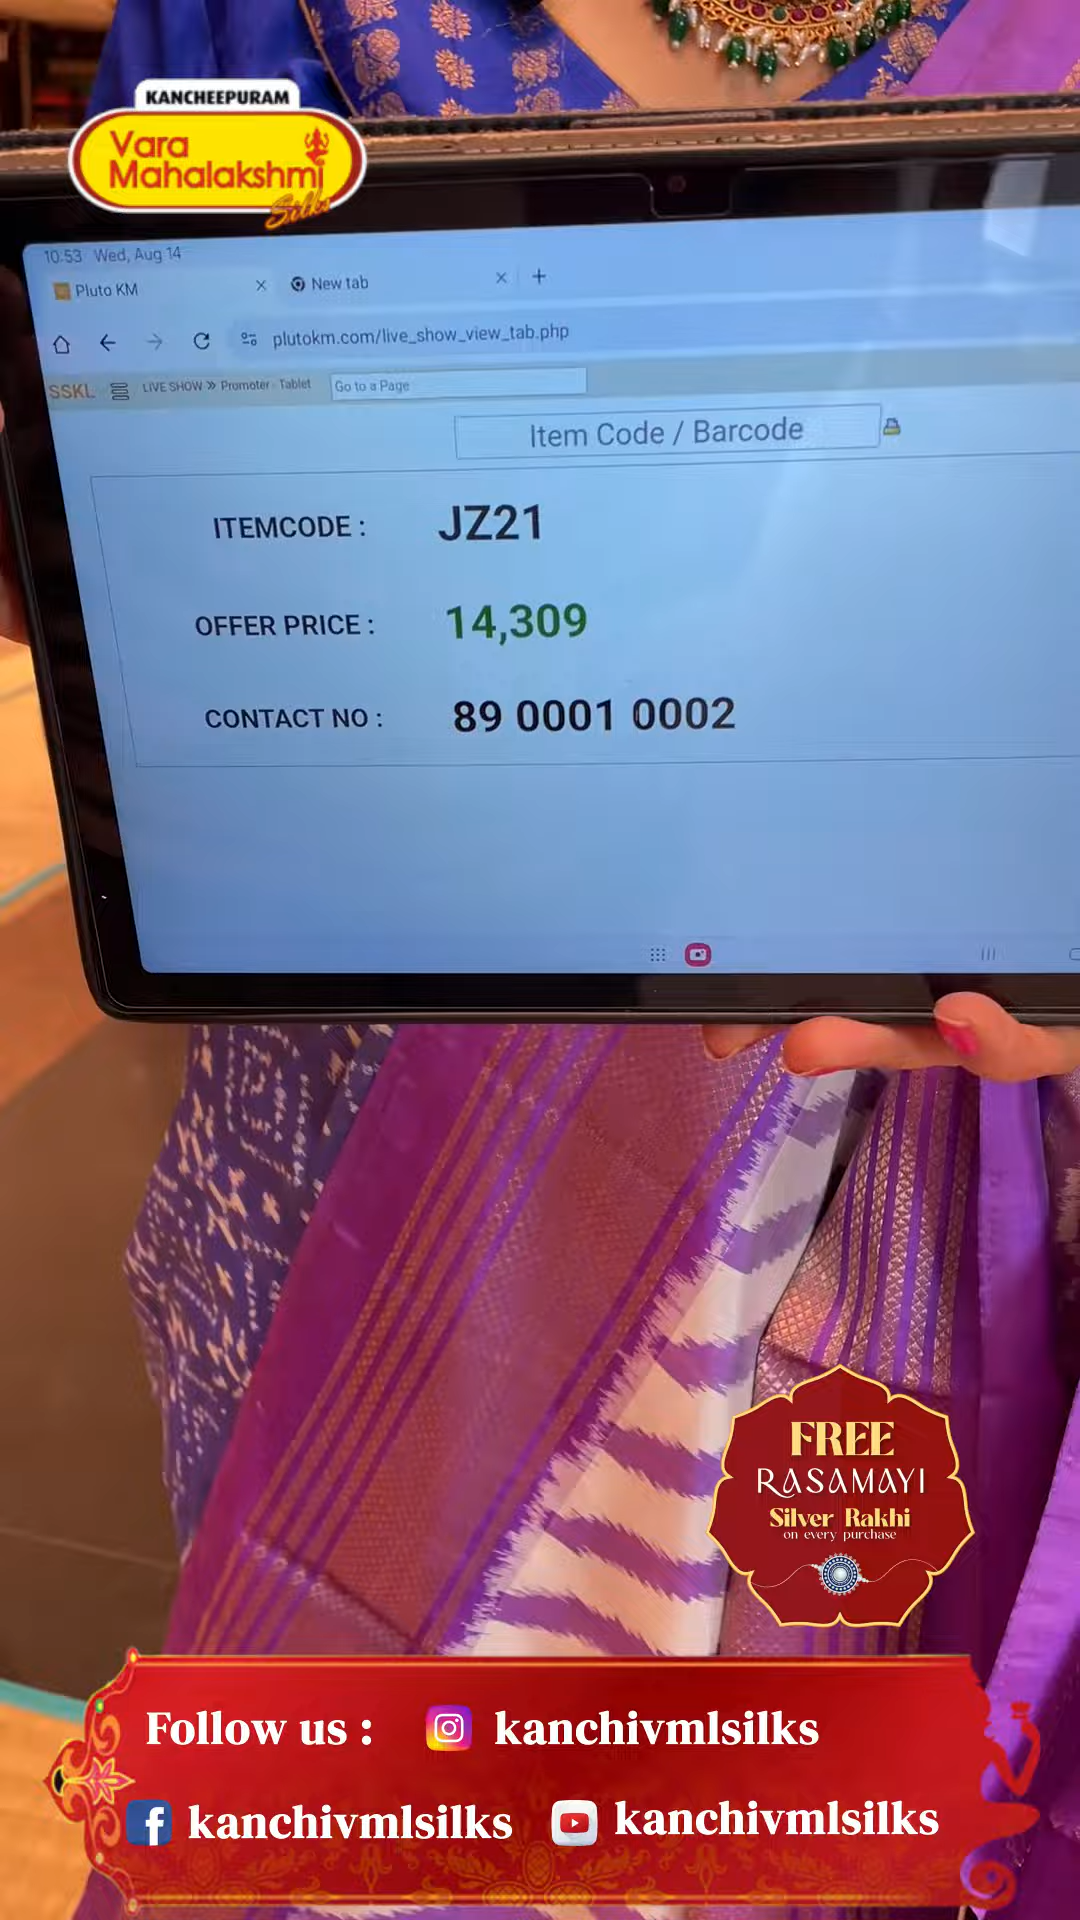 KANCHEEPURAM
Vara
Mahalakshmi
Silks
10:53 Wed, Aug 14
Pluto KM
New tab
plutokm.com/live_show_view_tab.php
SSKL
LIVE SHOW » Promoter - Tablet
Go to a Page
Item Code / Barcode
ITEMCODE : JZ21
OFFER PRICE : 14,309
CONTACT NO : 89 0001 0002
FREE
RASAMAYI
Silver Rakhi
on every purchase
Follow us : kanchivmlsilks
kanchivmlsilks kanchivmlsilks